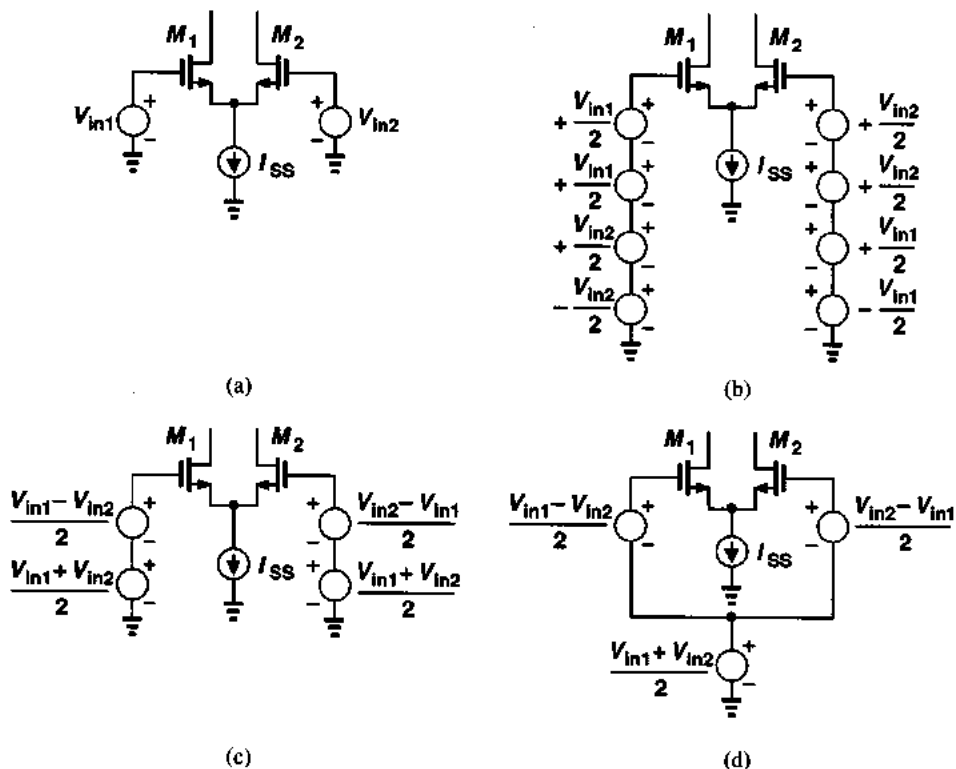 M1
M2
Vin1
+
−
+
−
Vin2
ISS
(a)
M1
M2
+ Vin1/2
+
−
+ Vin1/2
+
−
+ Vin2/2
+
−
− Vin2/2
+
−
ISS
+
−
+ Vin2/2
+
−
+ Vin2/2
+
−
+ Vin1/2
+
−
− Vin1/2
(b)
M1
M2
Vin1 − Vin2
2
+
−
Vin1 + Vin2
2
+
−
ISS
+
−
Vin2 − Vin1
2
+
−
Vin1 + Vin2
2
(c)
M1
M2
Vin1 − Vin2
2
+
−
ISS
+
−
Vin2 − Vin1
2
Vin1 + Vin2
2
+
−
(d)